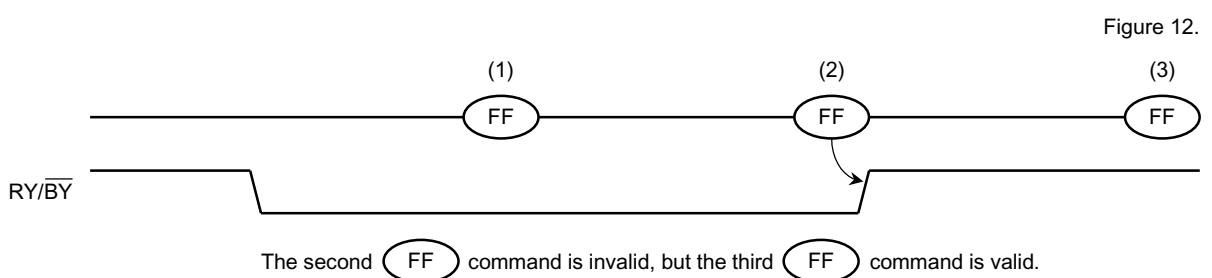 Figure 12.
(1) (2) (3)
FF FF FF
RY/B̅Y̅
The second FF command is invalid, but the third FF command is valid.